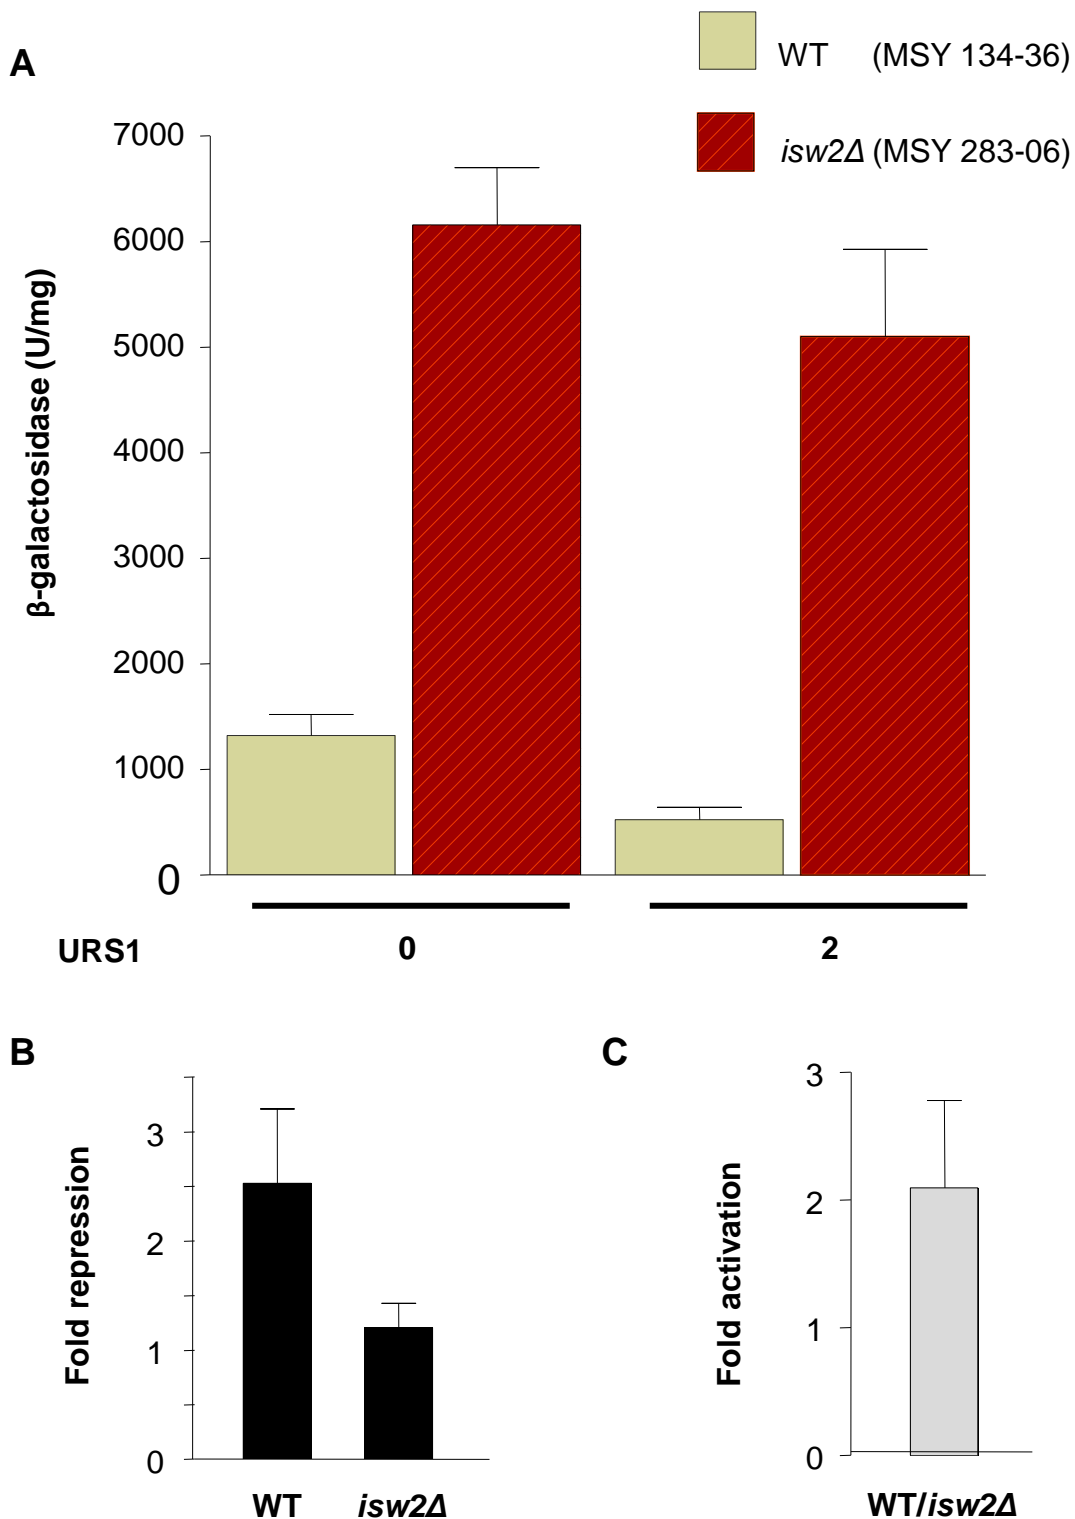 A
WT (MSY 134-36)
isw2Δ (MSY 283-06)
7000
6000
5000
4000
3000
2000
1000
0
β-galactosidase (U/mg)
URS1 0 2
B
3
2
1
0
Fold repression
WT isw2Δ
C
3
2
1
0
Fold activation
WT/isw2Δ